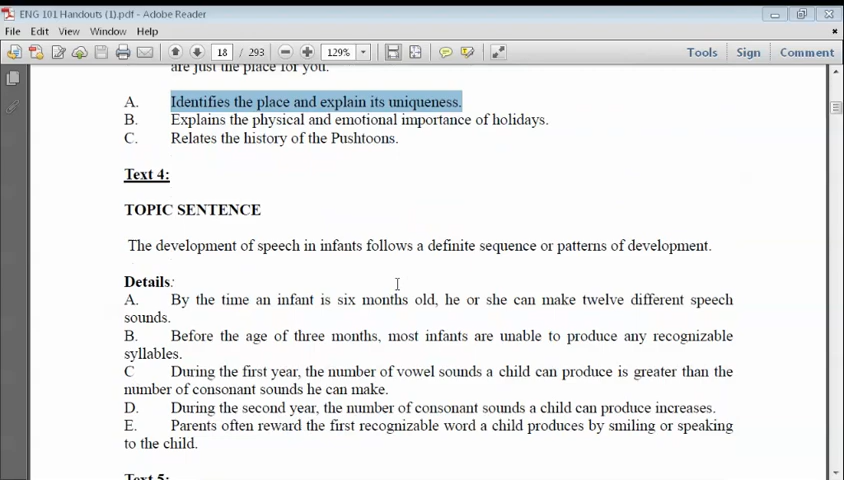 ENG 101 Handouts (1).pdf - Adobe Reader
File Edit View Window Help
18 / 293 129% Tools Sign Comment
are just the place for you.
A. Identifies the place and explain its uniqueness.
B. Explains the physical and emotional importance of holidays.
C. Relates the history of the Pushtoons.
Text 4:
TOPIC SENTENCE
The development of speech in infants follows a definite sequence or patterns of development.
Details:
A. By the time an infant is six months old, he or she can make twelve different speech
sounds.
B. Before the age of three months, most infants are unable to produce any recognizable
syllables.
C During the first year, the number of vowel sounds a child can produce is greater than the
number of consonant sounds he can make.
D. During the second year, the number of consonant sounds a child can produce increases.
E. Parents often reward the first recognizable word a child produces by smiling or speaking
to the child.
Text 5: